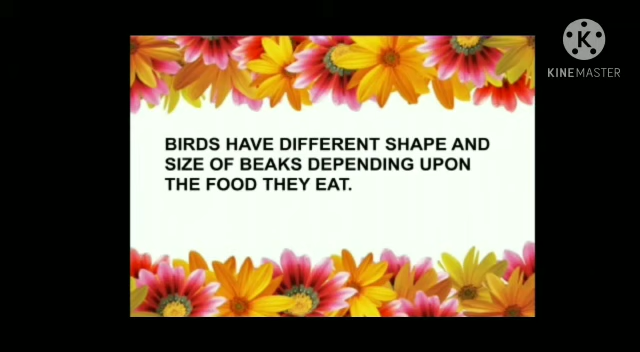 K
KINEMASTER
BIRDS HAVE DIFFERENT SHAPE AND
SIZE OF BEAKS DEPENDING UPON
THE FOOD THEY EAT.